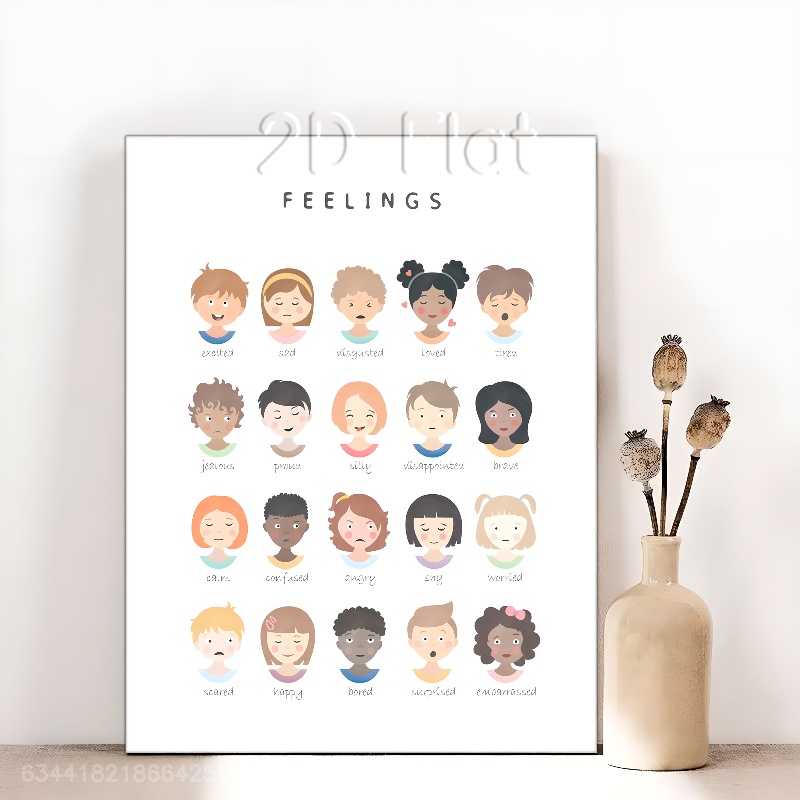 2D Flat
FEELINGS
excited sad disgusted loved tired
jealous proud silly disappointed brave
calm confused angry shy worried
scared happy bored surprised embarrassed